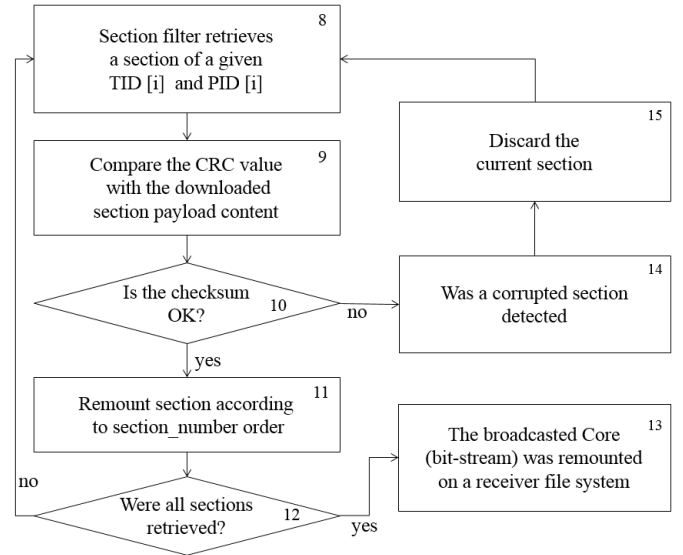 8
Section filter retrieves
a section of a given
TID [i] and PID [i]
9
Compare the CRC value
with the downloaded
section payload content
Is the checksum
OK?
10
no
yes
11
Remount section according
to section_number order
no
Were all sections
retrieved?
12
yes
15
Discard the
current section
14
Was a corrupted section
detected
13
The broadcasted Core
(bit-stream) was remounted
on a receiver file system